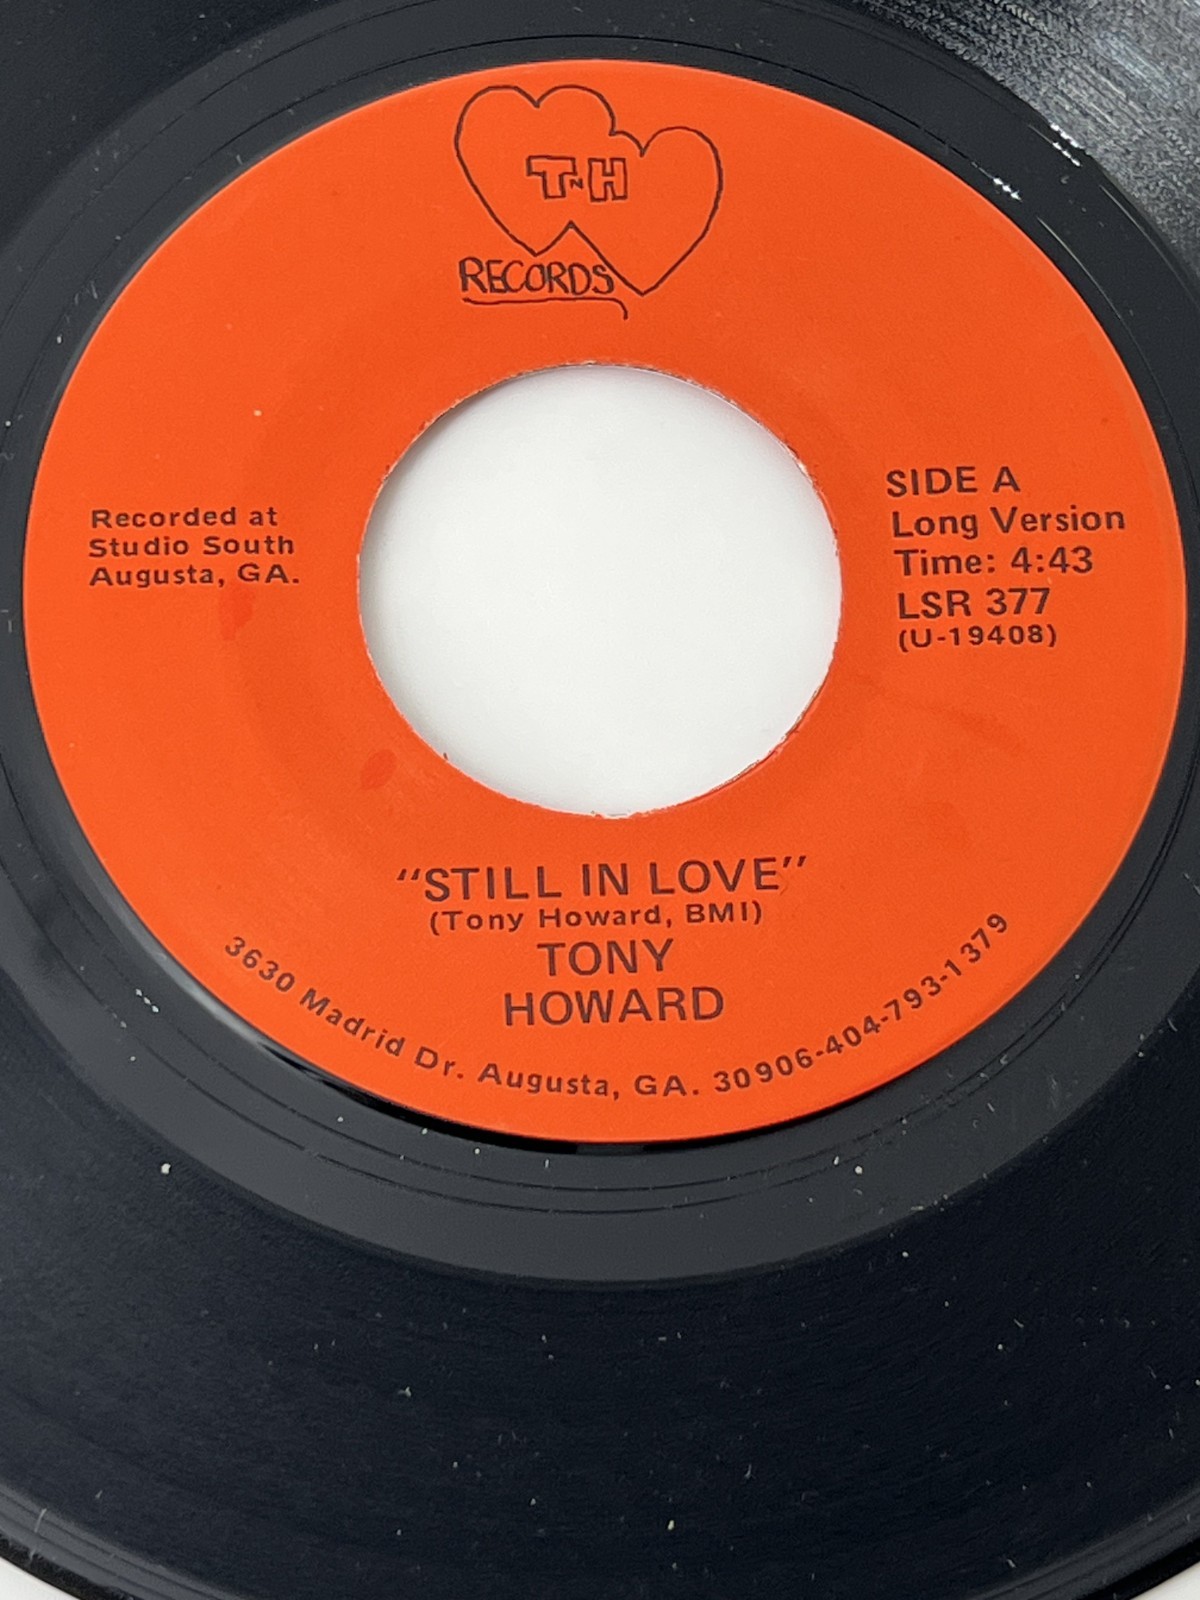 TNH
RECORDS
Recorded at
Studio South
Augusta, GA.
SIDE A
Long Version
Time: 4:43
LSR 377
(U-19408)
"STILL IN LOVE"
(Tony Howard, BMI)
TONY
HOWARD
3630 Madrid Dr. Augusta, GA. 30906-404-793-1379